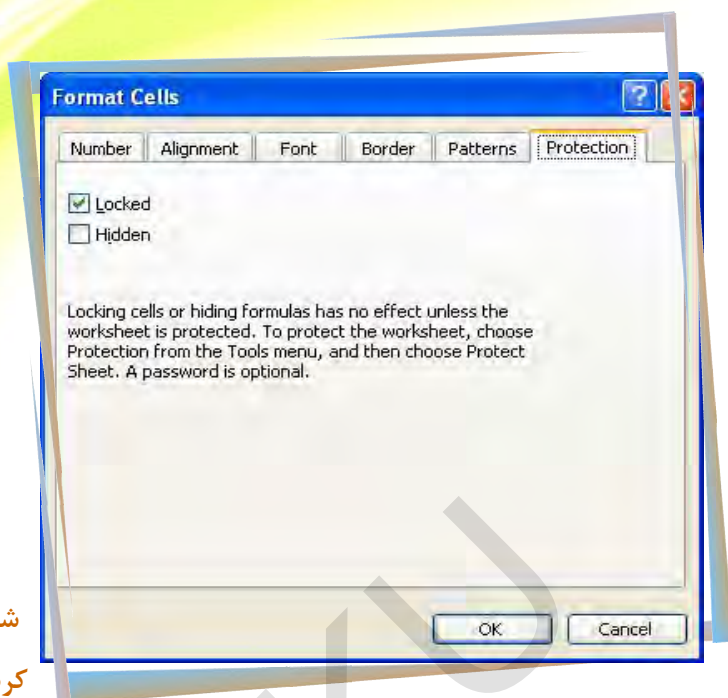 Format Cells
Number Alignment Font Border Patterns Protection
Locked
Hidden
Locking cells or hiding formulas has no effect unless the
worksheet is protected. To protect the worksheet, choose
Protection from the Tools menu, and then choose Protect
Sheet. A password is optional.
OK Cancel